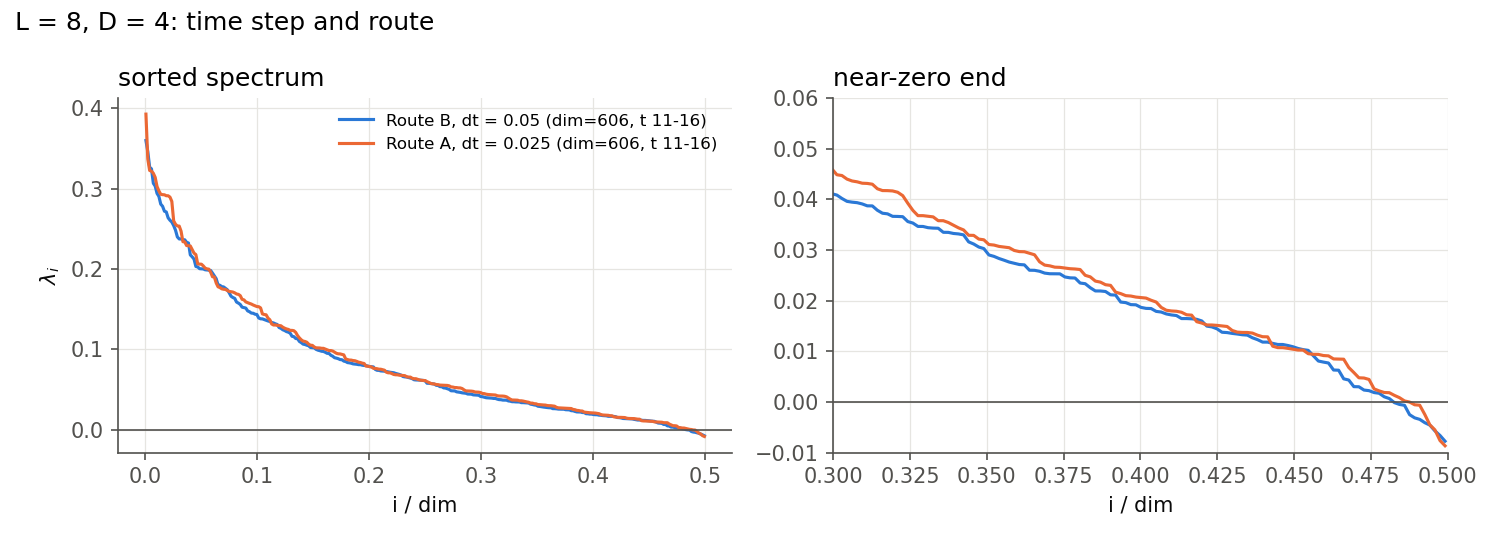 L = 8, D = 4: time step and route
sorted spectrum
0.4
0.3
0.2
0.1
0.0
λi
Route B, dt = 0.05 (dim=606, t 11-16)
Route A, dt = 0.025 (dim=606, t 11-16)
0.0 0.1 0.2 0.3 0.4 0.5
i / dim
near-zero end
0.06
0.05
0.04
0.03
0.02
0.01
0.00
−0.01
0.300 0.325 0.350 0.375 0.400 0.425 0.450 0.475 0.500
i / dim